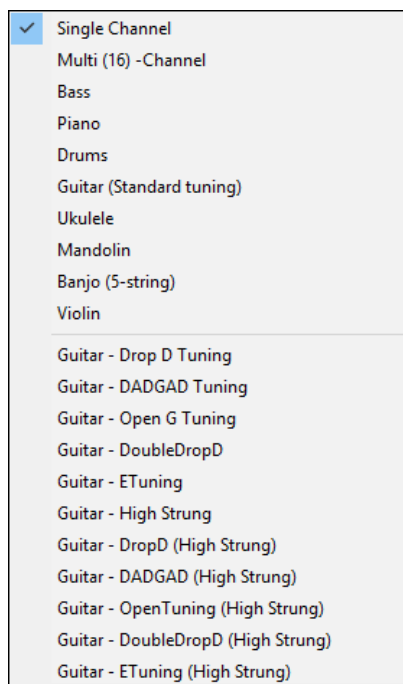 Single Channel
Multi (16) -Channel
Bass
Piano
Drums
Guitar (Standard tuning)
Ukulele
Mandolin
Banjo (5-string)
Violin
Guitar - Drop D Tuning
Guitar - DADGAD Tuning
Guitar - Open G Tuning
Guitar - DoubleDropD
Guitar - ETuning
Guitar - High Strung
Guitar - DropD (High Strung)
Guitar - DADGAD (High Strung)
Guitar - OpenTuning (High Strung)
Guitar - DoubleDropD (High Strung)
Guitar - ETuning (High Strung)